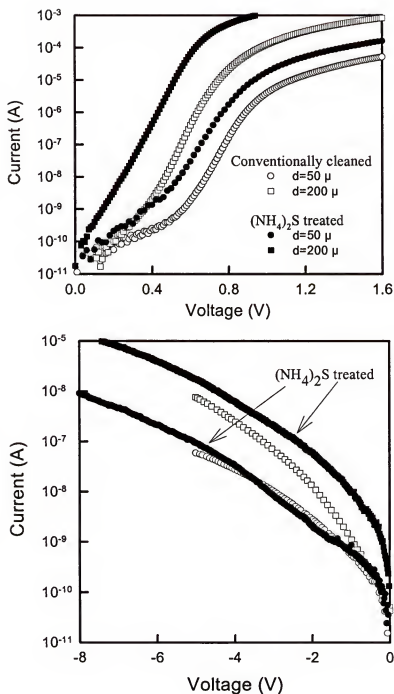 10-3
10-4
10-5
10-6
10-7
10-8
10-9
10-10
10-11
Current (A)
Conventionally cleaned
d=50 μ
d=200 μ
(NH4)2S treated
d=50 μ
d=200 μ
0.0 0.4 0.8 1.2 1.6
Voltage (V)
10-5
10-6
10-7
10-8
10-9
10-10
10-11
Current (A)
(NH4)2S treated
-8 -6 -4 -2 0
Voltage (V)